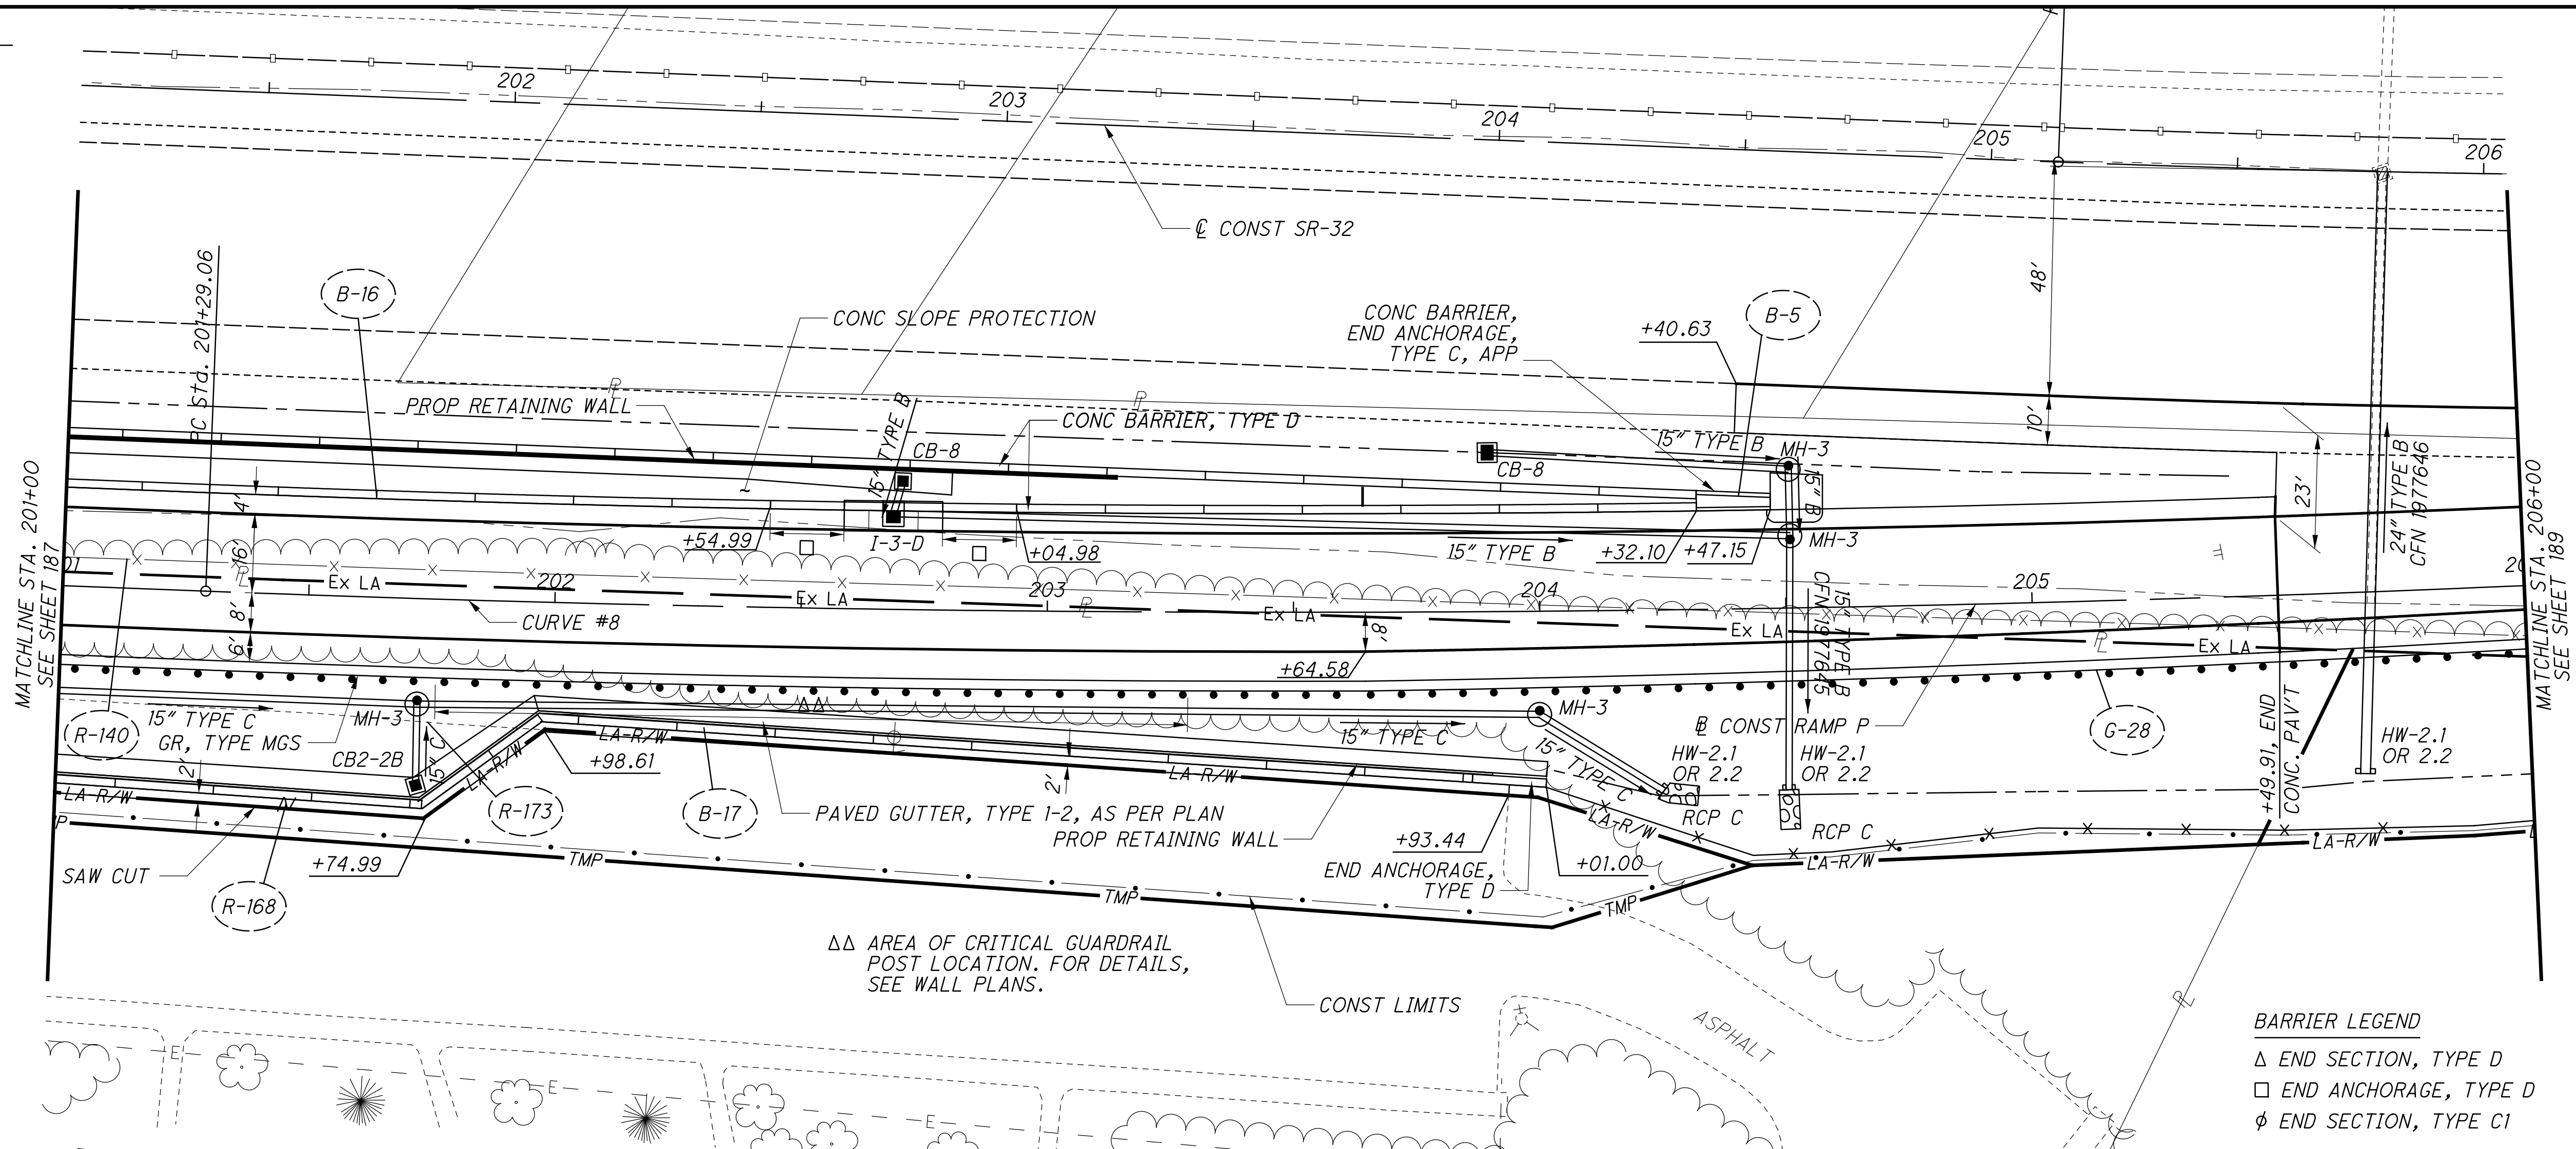 202
203
204
205
206
℄ CONST SR-32
PC Sta. 201+29.06
B-16
CONC SLOPE PROTECTION
CONC BARRIER,
END ANCHORAGE,
TYPE C, APP
+40.63
B-5
48'
10'
23'
PROP RETAINING WALL
15" TYPE B
CB-8
CONC BARRIER, TYPE D
CB-8
15" TYPE B
MH-3
15" B
24" TYPE B
CFN 1977646
MATCHLINE STA. 201+00
SEE SHEET 187
4'
16'
8'
6'
+54.99
I-3-D
+04.98
15" TYPE B
+32.10
+47.15
MH-3
MATCHLINE STA. 206+00
SEE SHEET 189
Ex LA
202
Ex LA
203
Ex LA
204
Ex LA
205
Ex LA
CURVE #8
8'
+64.58
15" TYPE B
CFN 1977645
R-140
15" TYPE C
GR, TYPE MGS
MH-3
CB2-2B
15" C
2'
LA-R/W
LA-R/W
LA-R/W
+98.61
R-173
B-17
PAVED GUTTER, TYPE 1-2, AS PER PLAN
2'
LA-R/W
15" TYPE C
MH-3
15" TYPE C
℄ CONST RAMP P
HW-2.1
OR 2.2
HW-2.1
OR 2.2
G-28
HW-2.1
OR 2.2
+49.91, END
CONC. PAV'T
PROP RETAINING WALL
RCP C
RCP C
LA-R/W
LA-R/W
LA-R/W
SAW CUT
R-168
+74.99
TMP
TMP
TMP
+93.44
END ANCHORAGE,
TYPE D
+01.00
ΔΔ AREA OF CRITICAL GUARDRAIL
POST LOCATION. FOR DETAILS,
SEE WALL PLANS.
CONST LIMITS
ASPHALT
E
E
E
BARRIER LEGEND
Δ END SECTION, TYPE D
□ END ANCHORAGE, TYPE D
ϕ END SECTION, TYPE C1